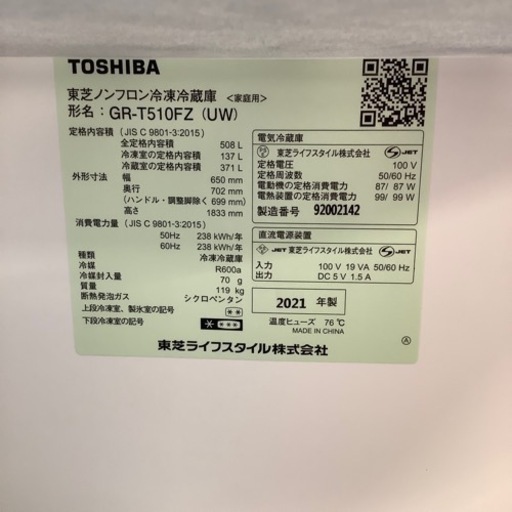 TOSHIBA
東芝ノンフロン冷凍冷蔵庫 <家庭用>
形名：GR-T510FZ（UW）
定格内容積 （JIS C 9801-3:2015）
全定格内容積 508 L
冷凍室の定格内容積 137 L
冷蔵室の定格内容積 371 L
外形寸法 幅 650 mm
奥行 702 mm
（ハンドル・調整脚除く 699 mm）
高さ 1833 mm
消費電力量 （JIS C 9801-3:2015）
50Hz 238 kWh/年
60Hz 238 kWh/年
種類 冷凍冷蔵庫
冷媒 R600a
冷媒封入量 70 g
質量 119 kg
断熱発泡ガス シクロペンタン
上段冷凍室、製氷室の記号 **
下段冷凍室の記号 * ***
電気冷蔵庫
東芝ライフスタイル株式会社 JET
定格電圧 100 V
定格周波数 50/60 Hz
電動機の定格消費電力 87/ 87 W
電熱装置の定格消費電力 99/ 99 W
製造番号 92002142
直流電源装置
JET 東芝ライフスタイル株式会社 JET
入力 100 V 19 VA 50/60 Hz
出力 DC 5 V 1.5 A
2021 年製
温度ヒューズ 76 ℃
MADE IN CHINA
東芝ライフスタイル株式会社
Ⓐ